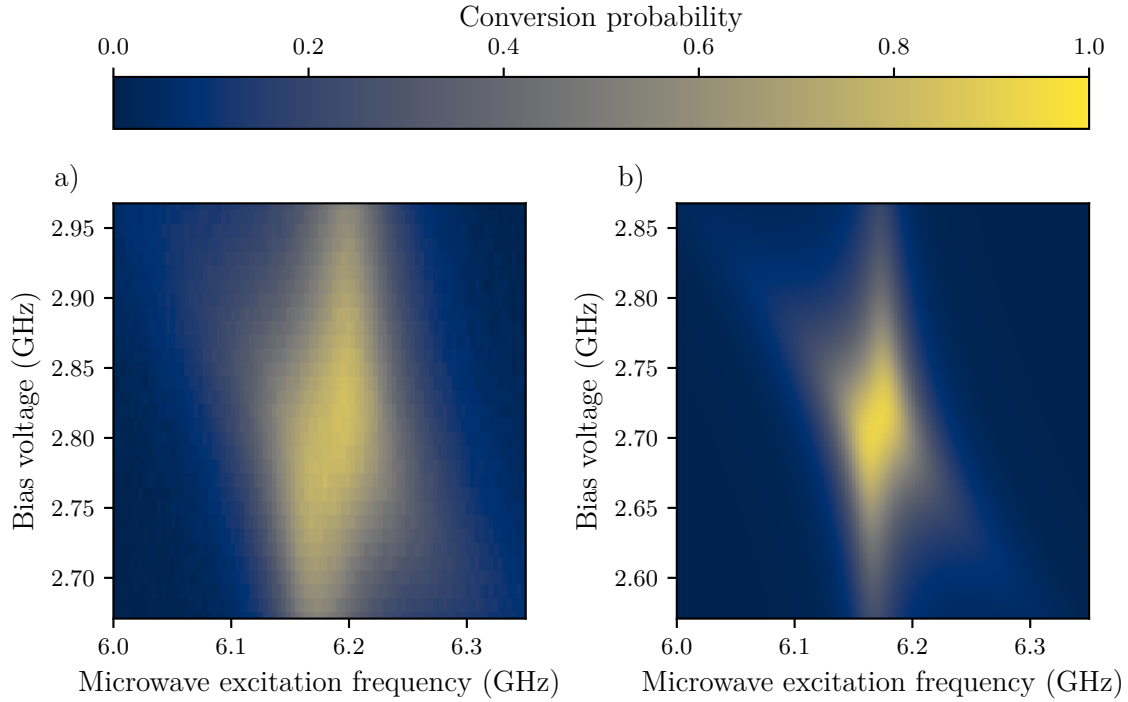 Conversion probability
0.0 0.2 0.4 0.6 0.8 1.0
a)
Bias voltage (GHz)
2.95
2.90
2.85
2.80
2.75
2.70
6.0 6.1 6.2 6.3
Microwave excitation frequency (GHz)
b)
Bias voltage (GHz)
2.85
2.80
2.75
2.70
2.65
2.60
6.0 6.1 6.2 6.3
Microwave excitation frequency (GHz)